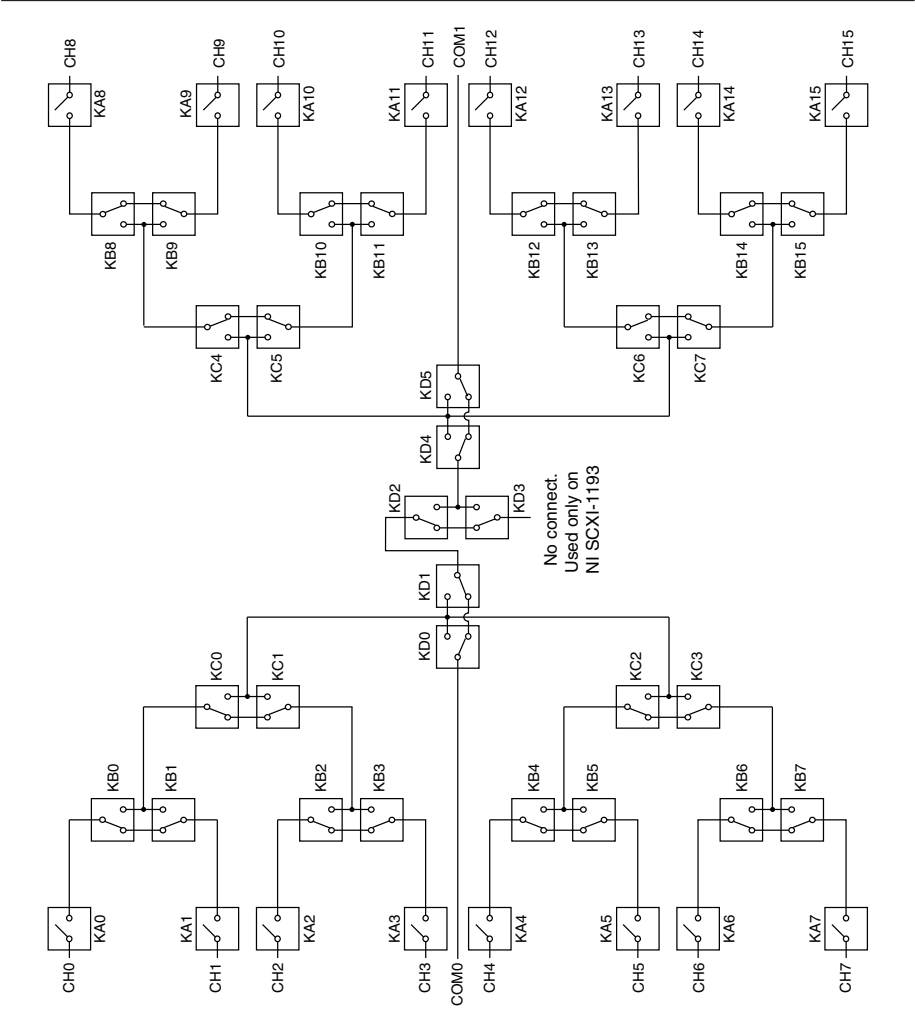 CH8
CH9
CH10
CH11
COM1
CH12
CH13
CH14
CH15
KA8
KA9
KA10
KA11
KA12
KA13
KA14
KA15
KB8
KB9
KB10
KB11
KB12
KB13
KB14
KB15
KC4
KC5
KC6
KC7
KD5
KD4
KD2
KD3
No connect.
Used only on
NI SCXI-1193
KD1
KD0
KC0
KC1
KC2
KC3
KB0
KB1
KB2
KB3
KB4
KB5
KB6
KB7
KA0
KA1
KA2
KA3
KA4
KA5
KA6
KA7
CH0
CH1
CH2
CH3
COM0
CH4
CH5
CH6
CH7